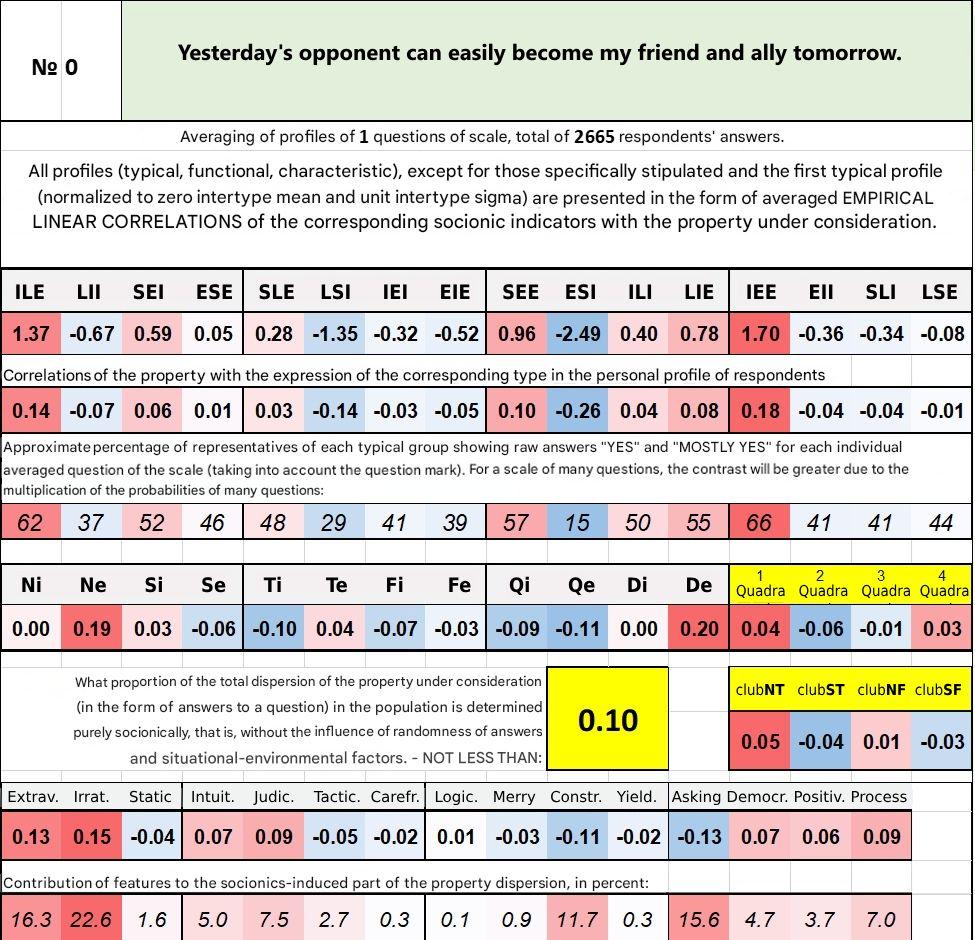 № 0
Yesterday's opponent can easily become my friend and ally tomorrow.
Averaging of profiles of 1 questions of scale, total of 2665 respondents' answers.
All profiles (typical, functional, characteristic), except for those specifically stipulated and the first typical profile
(normalized to zero intertype mean and unit intertype sigma) are presented in the form of averaged EMPIRICAL
LINEAR CORRELATIONS of the corresponding socionic indicators with the property under consideration.
ILE LII SEI ESE SLE LSI IEI EIE SEE ESI ILI LIE IEE EII SLI LSE
1.37 -0.67 0.59 0.05 0.28 -1.35 -0.32 -0.52 0.96 -2.49 0.40 0.78 1.70 -0.36 -0.34 -0.08
Correlations of the property with the expression of the corresponding type in the personal profile of respondents
0.14 -0.07 0.06 0.01 0.03 -0.14 -0.03 -0.05 0.10 -0.26 0.04 0.08 0.18 -0.04 -0.04 -0.01
Approximate percentage of representatives of each typical group showing raw answers "YES" and "MOSTLY YES" for each individual
averaged question of the scale (taking into account the question mark). For a scale of many questions, the contrast will be greater due to the
multiplication of the probabilities of many questions:
62 37 52 46 48 29 41 39 57 15 50 55 66 41 41 44
Ni Ne Si Se Ti Te Fi Fe Qi Qe Di De 1 Quadra 2 Quadra 3 Quadra 4 Quadra
0.00 0.19 0.03 -0.06 -0.10 0.04 -0.07 -0.03 -0.09 -0.11 0.00 0.20 0.04 -0.06 -0.01 0.03
What proportion of the total dispersion of the property under consideration
(in the form of answers to a question) in the population is determined
purely socionically, that is, without the influence of randomness of answers
and situational-environmental factors. - NOT LESS THAN:
0.10
clubNT clubST clubNF clubSF
0.05 -0.04 0.01 -0.03
Extrav. Irrat. Static Intuit. Judic. Tactic. Carefr. Logic. Merry Constr. Yield. Asking Democr. Positiv. Process
0.13 0.15 -0.04 0.07 0.09 -0.05 -0.02 0.01 -0.03 -0.11 -0.02 -0.13 0.07 0.06 0.09
Contribution of features to the socionics-induced part of the property dispersion, in percent:
16.3 22.6 1.6 5.0 7.5 2.7 0.3 0.1 0.9 11.7 0.3 15.6 4.7 3.7 7.0